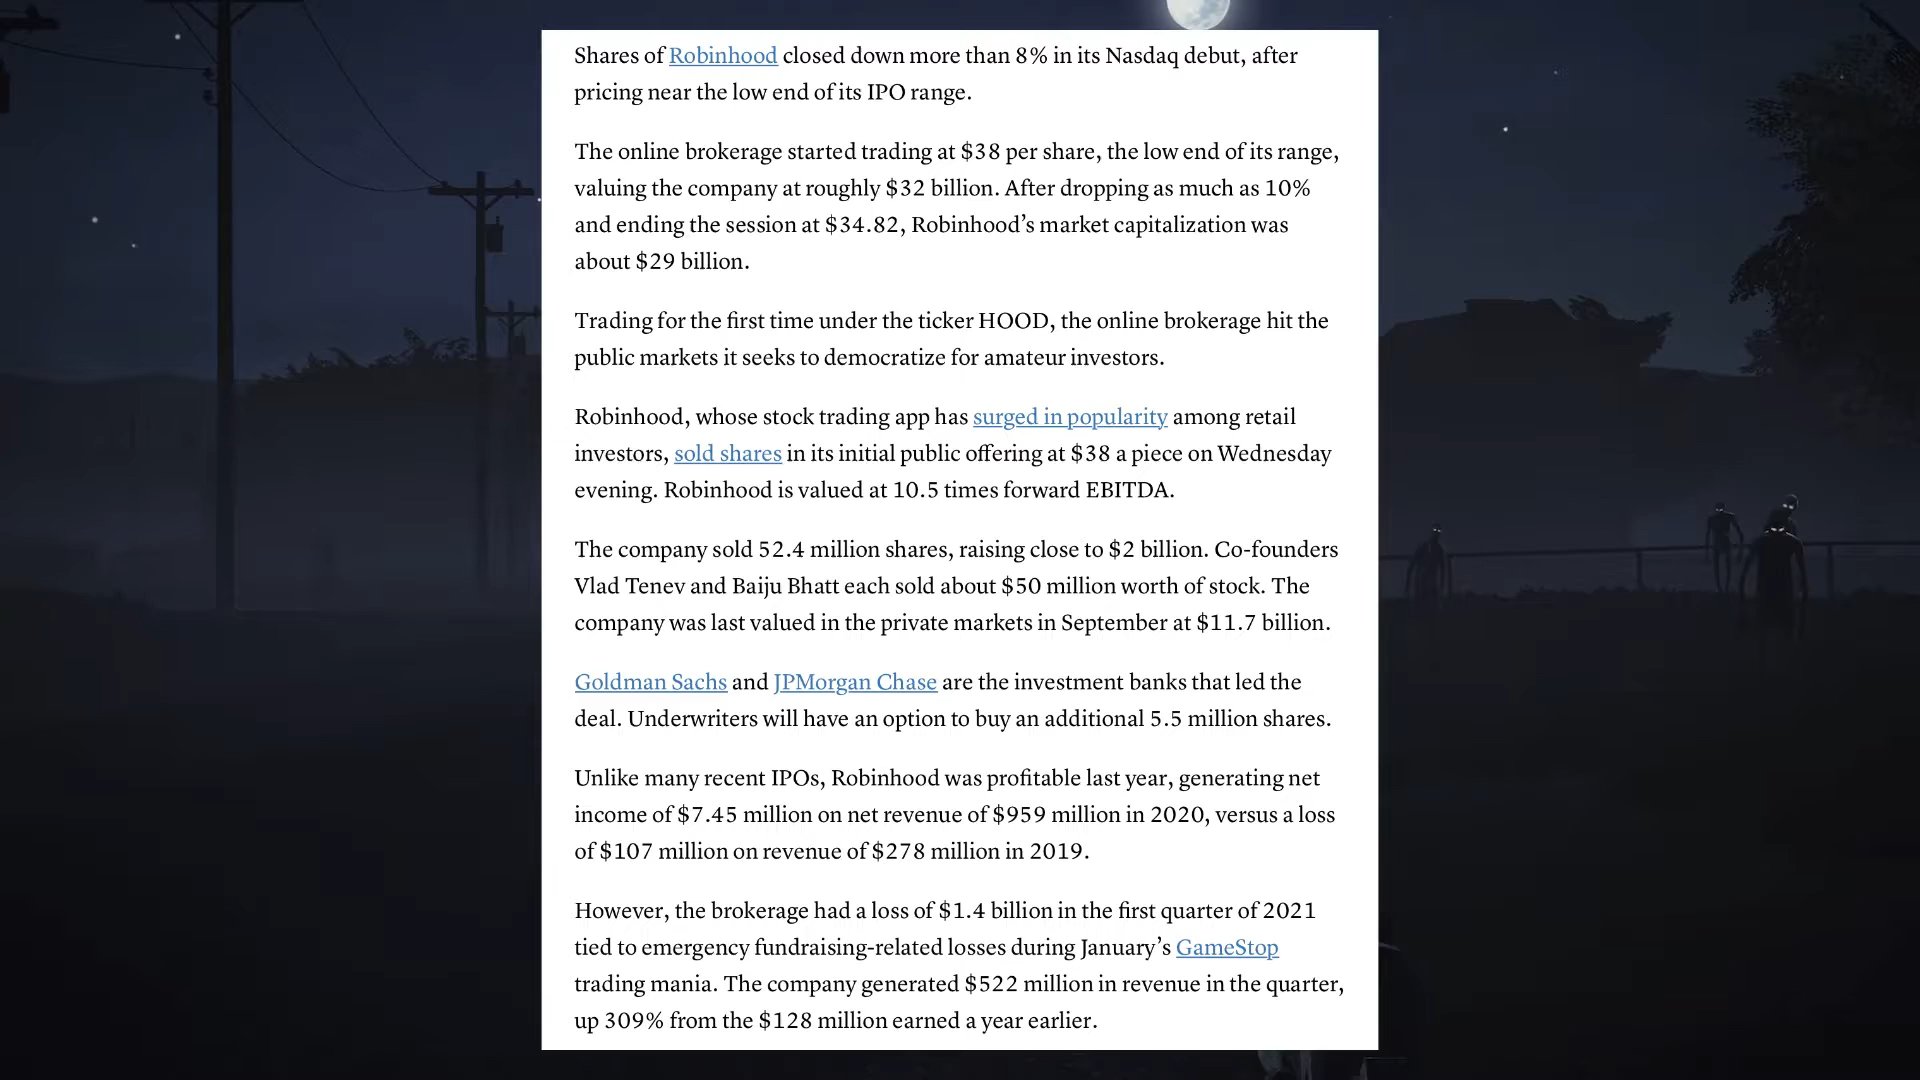 Shares of Robinhood closed down more than 8% in its Nasdaq debut, after
pricing near the low end of its IPO range.
The online brokerage started trading at $38 per share, the low end of its range,
valuing the company at roughly $32 billion. After dropping as much as 10%
and ending the session at $34.82, Robinhood’s market capitalization was
about $29 billion.
Trading for the first time under the ticker HOOD, the online brokerage hit the
public markets it seeks to democratize for amateur investors.
Robinhood, whose stock trading app has surged in popularity among retail
investors, sold shares in its initial public offering at $38 a piece on Wednesday
evening. Robinhood is valued at 10.5 times forward EBITDA.
The company sold 52.4 million shares, raising close to $2 billion. Co-founders
Vlad Tenev and Baiju Bhatt each sold about $50 million worth of stock. The
company was last valued in the private markets in September at $11.7 billion.
Goldman Sachs and JPMorgan Chase are the investment banks that led the
deal. Underwriters will have an option to buy an additional 5.5 million shares.
Unlike many recent IPOs, Robinhood was profitable last year, generating net
income of $7.45 million on net revenue of $959 million in 2020, versus a loss
of $107 million on revenue of $278 million in 2019.
However, the brokerage had a loss of $1.4 billion in the first quarter of 2021
tied to emergency fundraising-related losses during January’s GameStop
trading mania. The company generated $522 million in revenue in the quarter,
up 309% from the $128 million earned a year earlier.